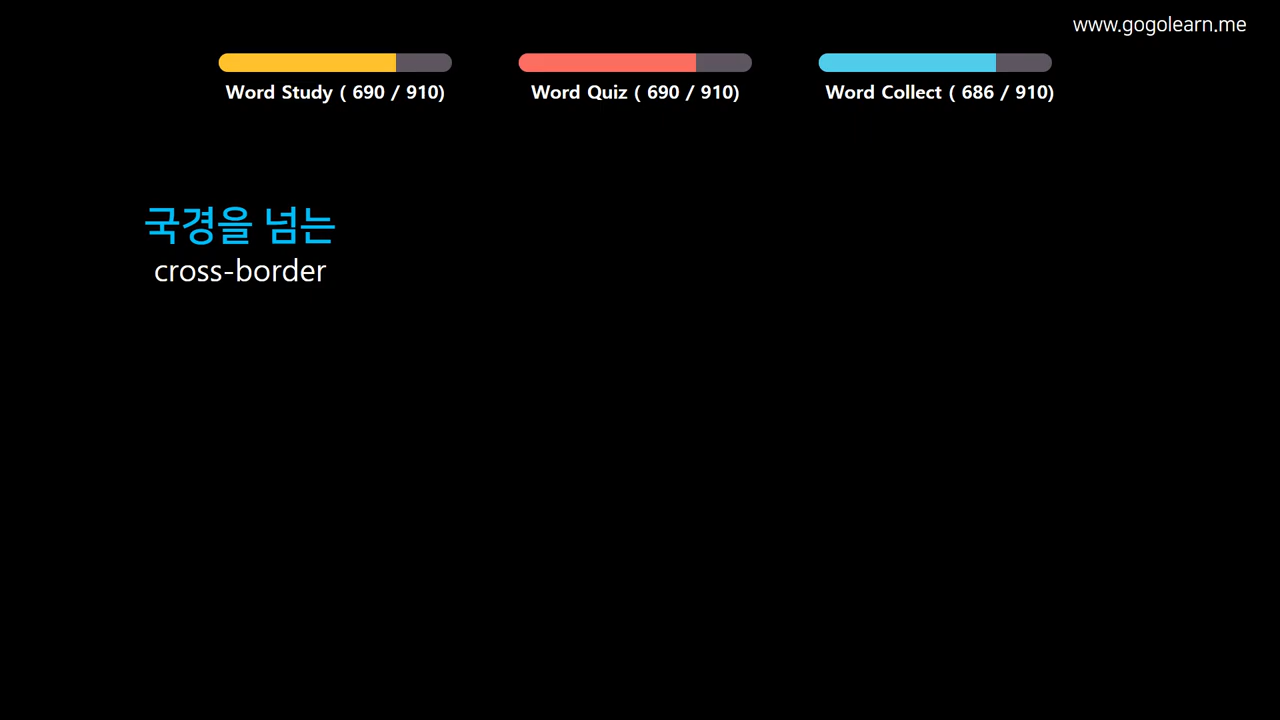 www.gogolearn.me
Word Study ( 690 / 910)
Word Quiz ( 690 / 910)
Word Collect ( 686 / 910)
국경을 넘는
cross-border